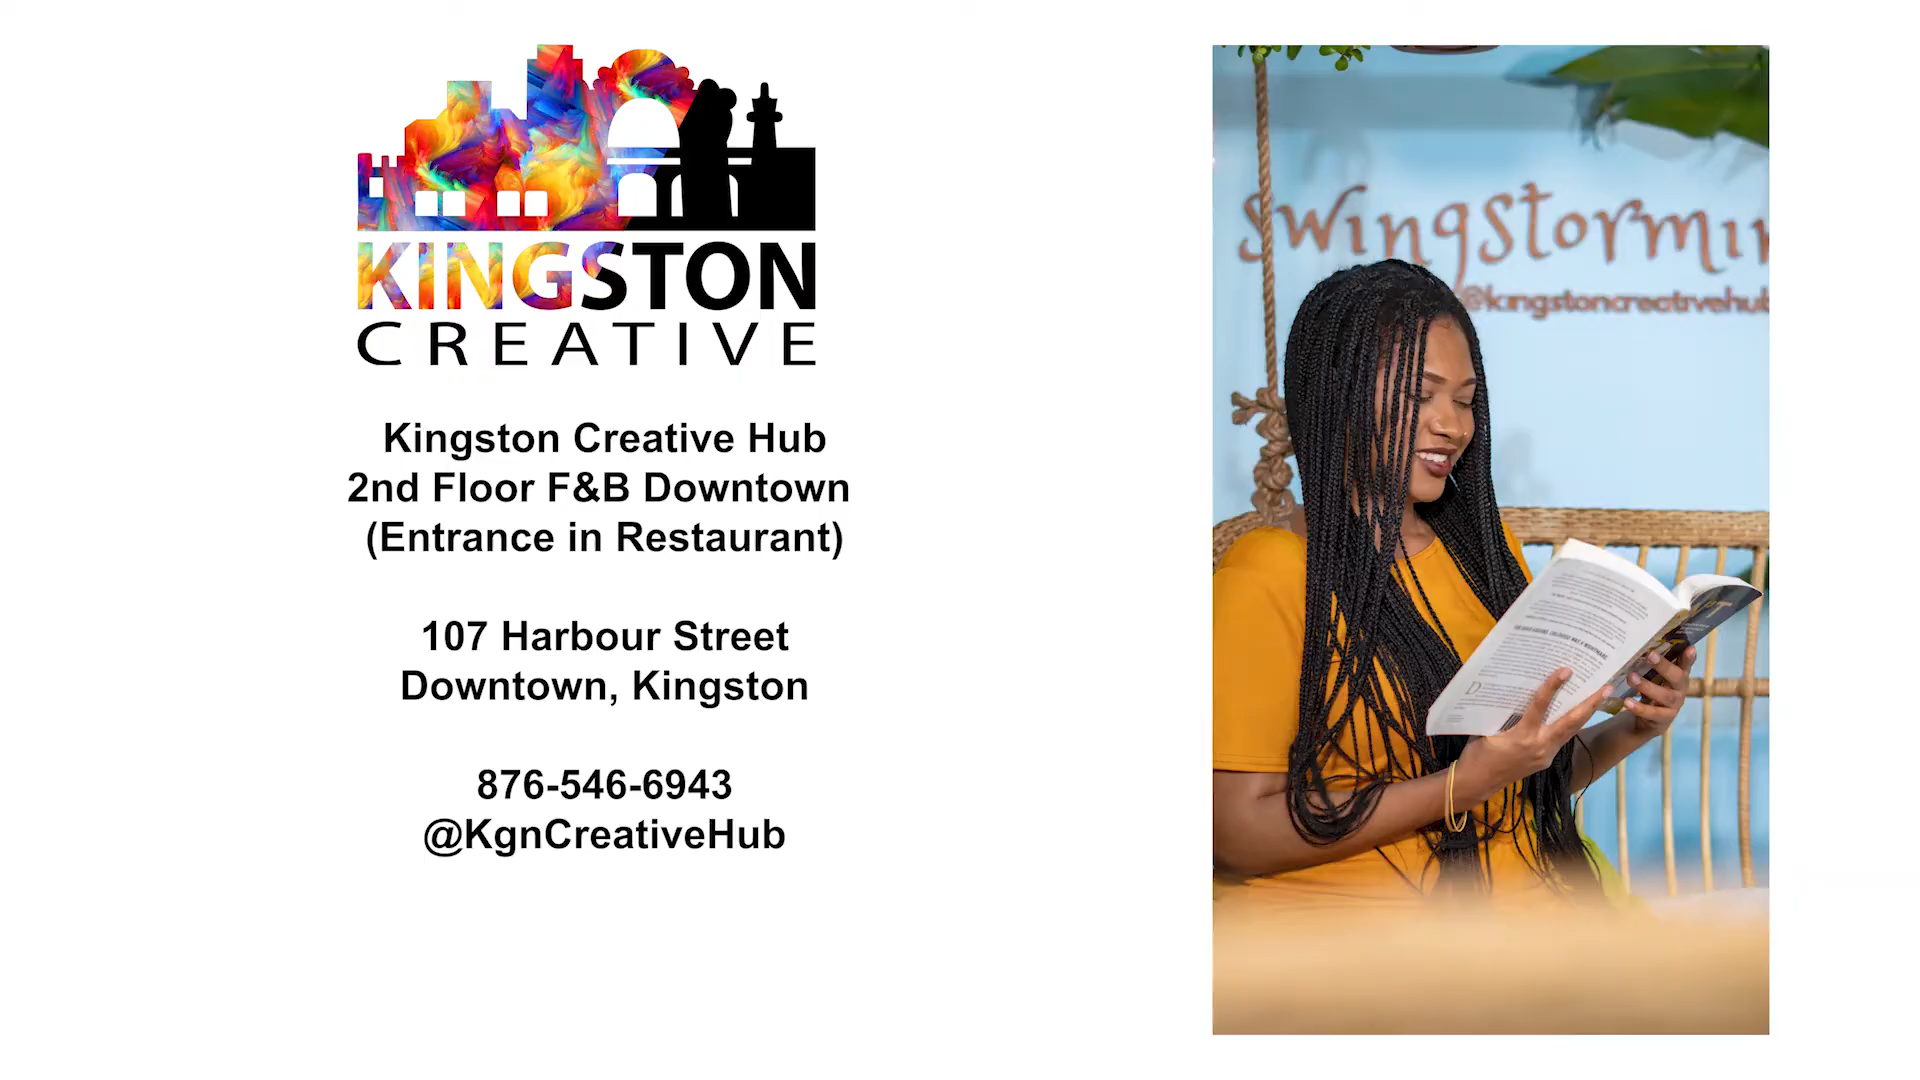 KINGSTON
CREATIVE
Kingston Creative Hub
2nd Floor F&B Downtown
(Entrance in Restaurant)
107 Harbour Street
Downtown, Kingston
876-546-6943
@KgnCreativeHub
swingstormin
@kingstoncreativehub